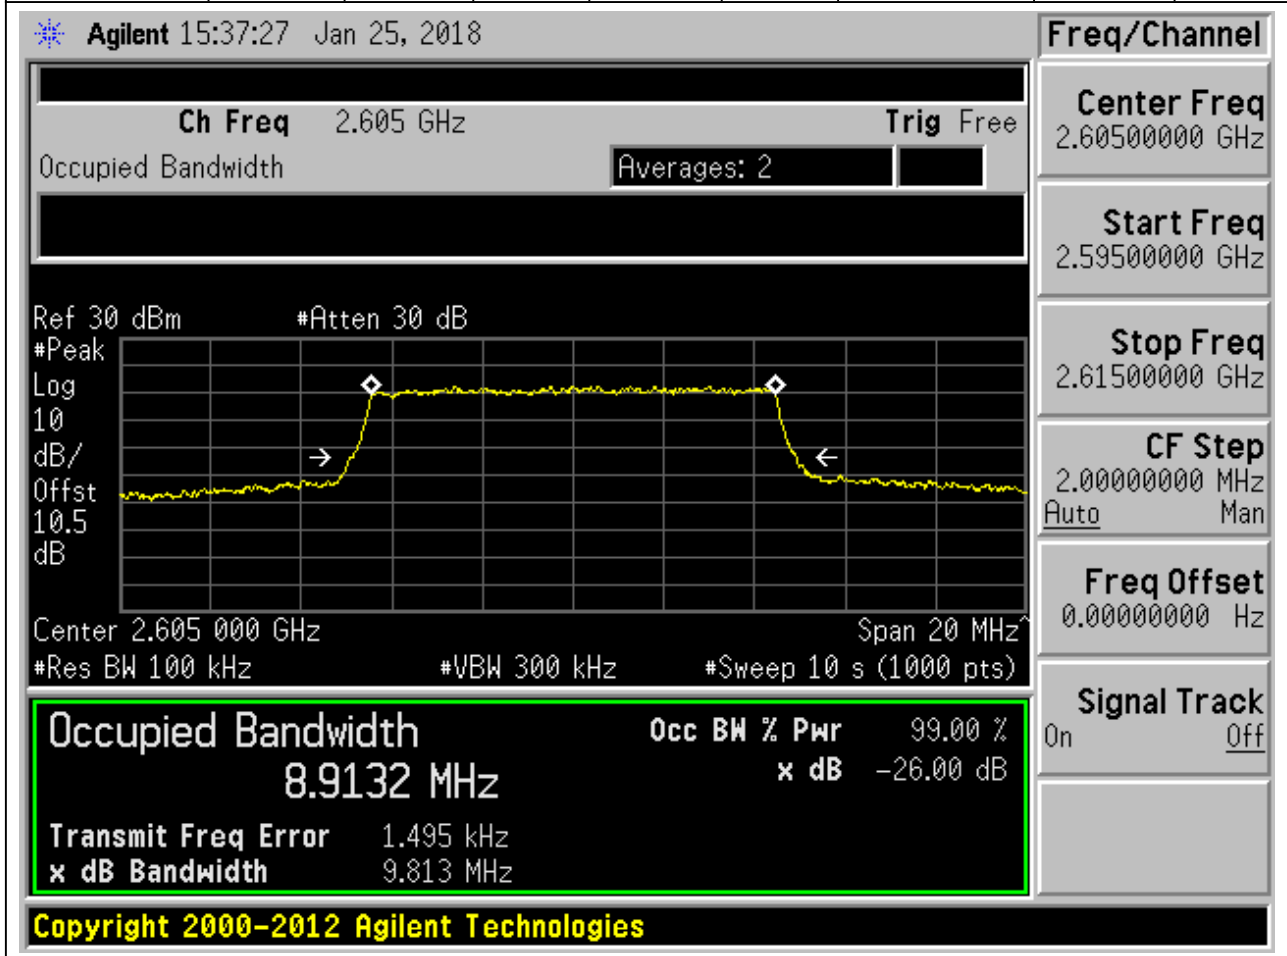 Agilent 15:37:27 Jan 25, 2018
Freq/Channel
Ch Freq 2.605 GHz Trig Free
Occupied Bandwidth Averages: 2
Center Freq
2.60500000 GHz
Start Freq
2.59500000 GHz
Stop Freq
2.61500000 GHz
CF Step
2.00000000 MHz
Auto Man
Freq Offset
0.00000000 Hz
Signal Track
On Off
Ref 30 dBm #Atten 30 dB
#Peak
Log
10
dB/
Offst
10.5
dB
Center 2.605 000 GHz Span 20 MHz^
#Res BW 100 kHz #VBW 300 kHz #Sweep 10 s (1000 pts)
Occupied Bandwidth Occ BW % Pwr 99.00 %
8.9132 MHz x dB -26.00 dB
Transmit Freq Error 1.495 kHz
x dB Bandwidth 9.813 MHz
Copyright 2000-2012 Agilent Technologies